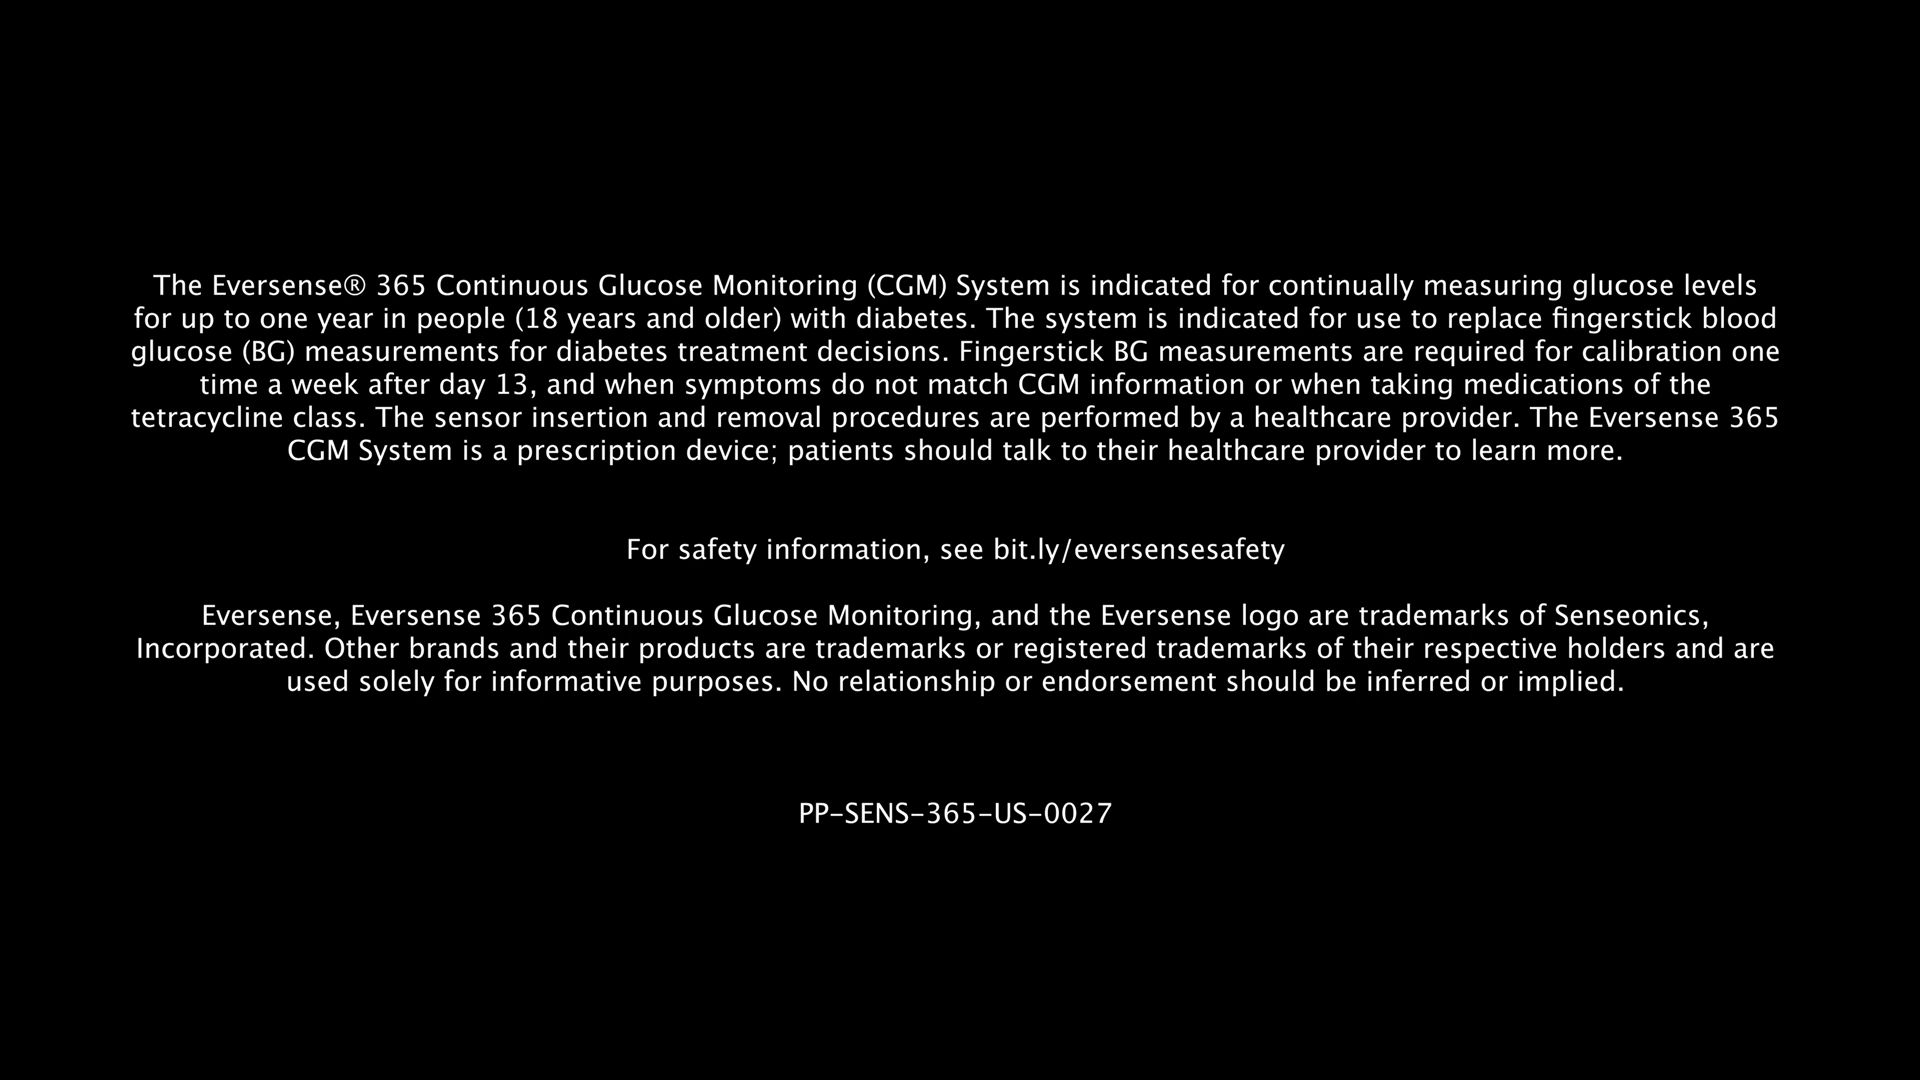 The Eversense® 365 Continuous Glucose Monitoring (CGM) System is indicated for continually measuring glucose levels
for up to one year in people (18 years and older) with diabetes. The system is indicated for use to replace fingerstick blood
glucose (BG) measurements for diabetes treatment decisions. Fingerstick BG measurements are required for calibration one
time a week after day 13, and when symptoms do not match CGM information or when taking medications of the
tetracycline class. The sensor insertion and removal procedures are performed by a healthcare provider. The Eversense 365
CGM System is a prescription device; patients should talk to their healthcare provider to learn more.
For safety information, see bit.ly/eversensesafety
Eversense, Eversense 365 Continuous Glucose Monitoring, and the Eversense logo are trademarks of Senseonics,
Incorporated. Other brands and their products are trademarks or registered trademarks of their respective holders and are
used solely for informative purposes. No relationship or endorsement should be inferred or implied.
PP-SENS-365-US-0027